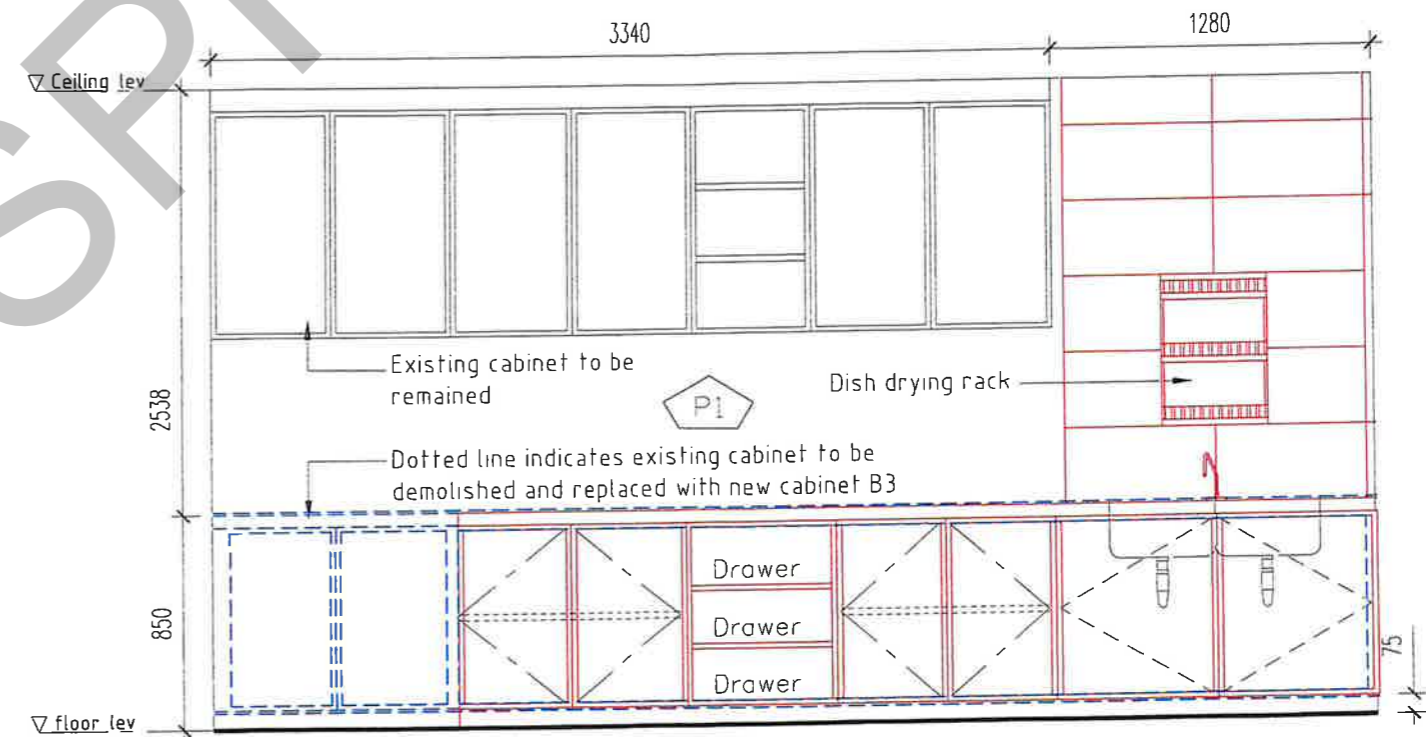 SPI
3340
1280
▽ Ceiling lev
Existing cabinet to be
remained
Dish drying rack
P1
2538
Dotted line indicates existing cabinet to be
demolished and replaced with new cabinet B3
Drawer
850
Drawer
75
Drawer
▽ floor lev